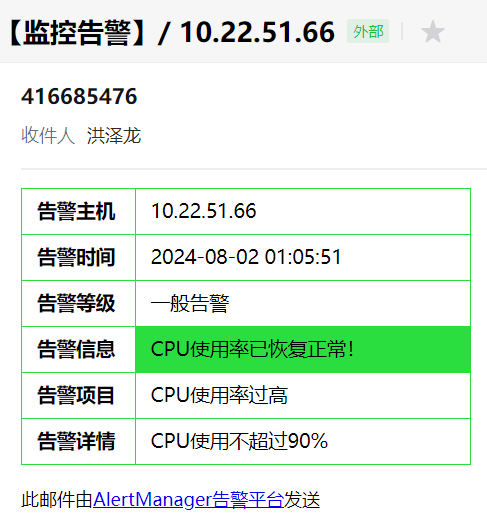 【监控告警】/ 10.22.51.66 外部
416685476
收件人 洪泽龙
告警主机 10.22.51.66
告警时间 2024-08-02 01:05:51
告警等级 一般告警
告警信息 CPU使用率已恢复正常！
告警项目 CPU使用率过高
告警详情 CPU使用不超过90%
此邮件由AlertManager告警平台发送